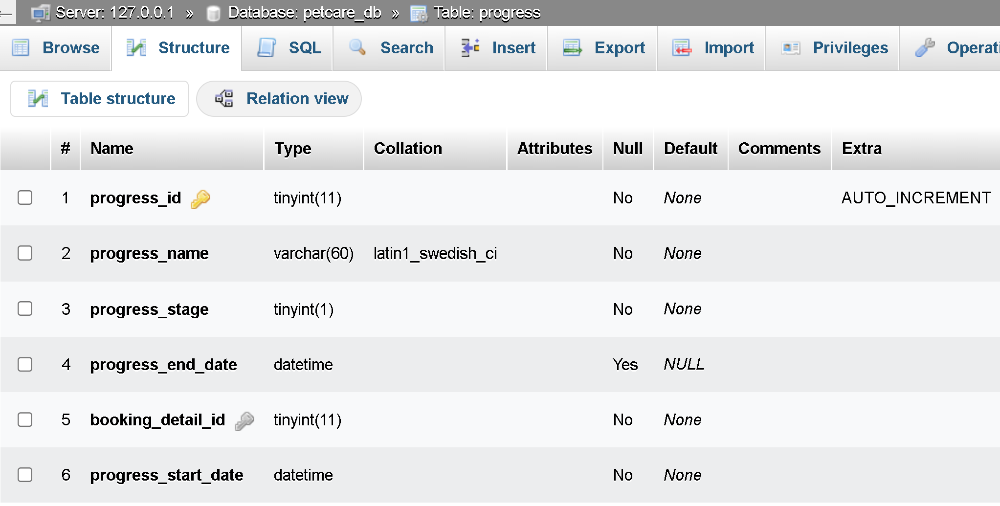 Server: 127.0.0.1 » Database: petcare_db » Table: progress
Browse Structure SQL Search Insert Export Import Privileges Operati
Table structure Relation view
# Name Type Collation Attributes Null Default Comments Extra
1 progress_id tinyint(11) No None AUTO_INCREMENT
2 progress_name varchar(60) latin1_swedish_ci No None
3 progress_stage tinyint(1) No None
4 progress_end_date datetime Yes NULL
5 booking_detail_id tinyint(11) No None
6 progress_start_date datetime No None